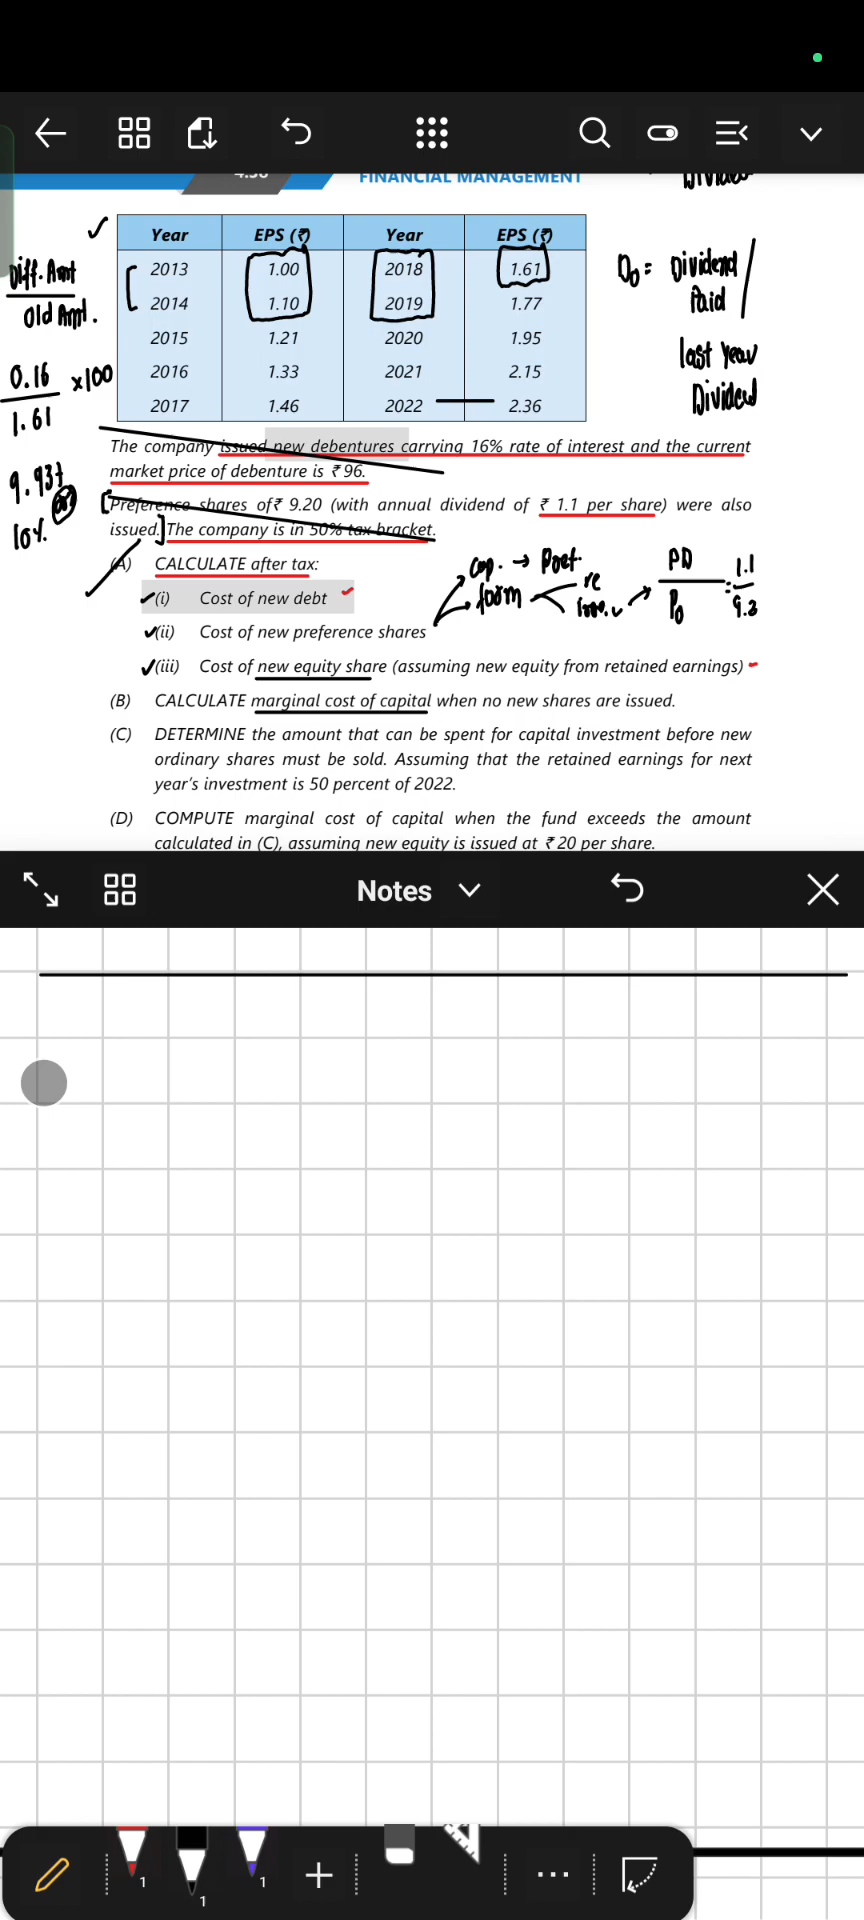 FINANCIAL MANAGEMENT
Year EPS (₹) Year EPS (₹)
2013 1.00 2018 1.61
2014 1.10 2019 1.77
2015 1.21 2020 1.95
2016 1.33 2021 2.15
2017 1.46 2022 2.36
Diff. Amt
Old Amt.
0.16 x100
1.61
10%
D₀ = Dividend
Paid
last year
Dividend
The company issued new debentures carrying 16% rate of interest and the current
market price of debenture is ₹ 96.
Preference shares of₹ 9.20 (with annual dividend of ₹ 1.1 per share) were also
issued. The company is in 50% tax bracket.
(A) CALCULATE after tax:
(i) Cost of new debt
(ii) Cost of new preference shares
(iii) Cost of new equity share (assuming new equity from retained earnings)
PD = 1.1
P₀
(B) CALCULATE marginal cost of capital when no new shares are issued.
(C) DETERMINE the amount that can be spent for capital investment before new
ordinary shares must be sold. Assuming that the retained earnings for next
year's investment is 50 percent of 2022.
(D) COMPUTE marginal cost of capital when the fund exceeds the amount
calculated in (C), assuming new equity is issued at ₹ 20 per share.
Notes
1
1
1